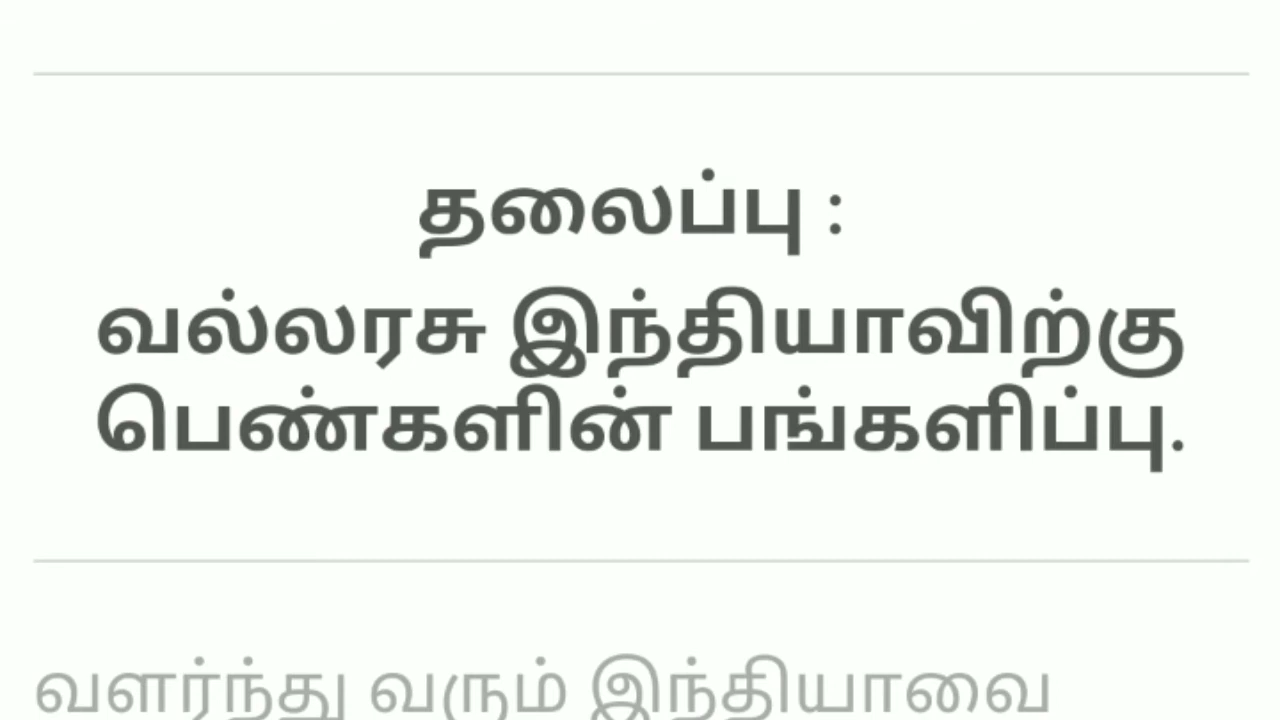 தலைப்பு :
வல்லரசு இந்தியாவிற்கு
பெண்களின் பங்களிப்பு.
வளர்ந்து வரும் இந்தியாவை